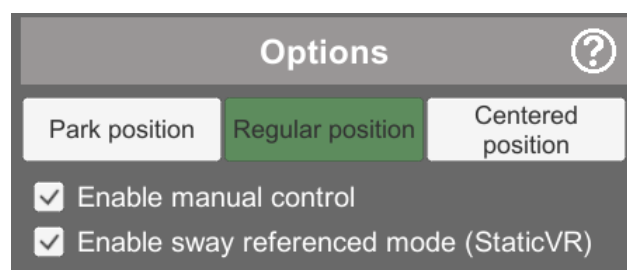 Options
Park position
Regular position
Centered
position
Enable manual control
Enable sway referenced mode (StaticVR)